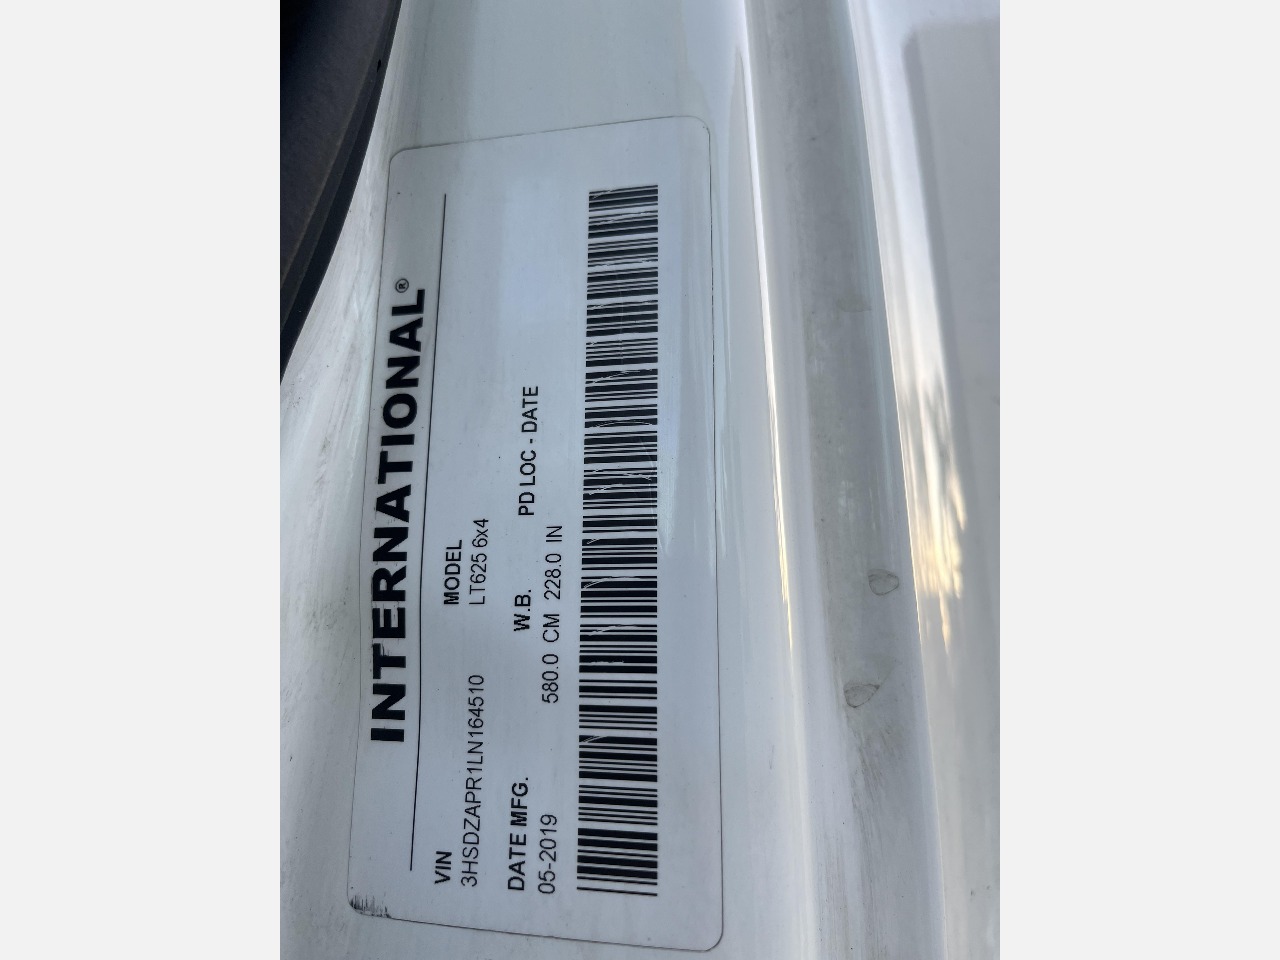 INTERNATIONAL®
VIN MODEL
3HSDZAPR1LN164510 LT625 6x4
DATE MFG. W.B. PD LOC - DATE
05-2019 580.0 CM 228.0 IN